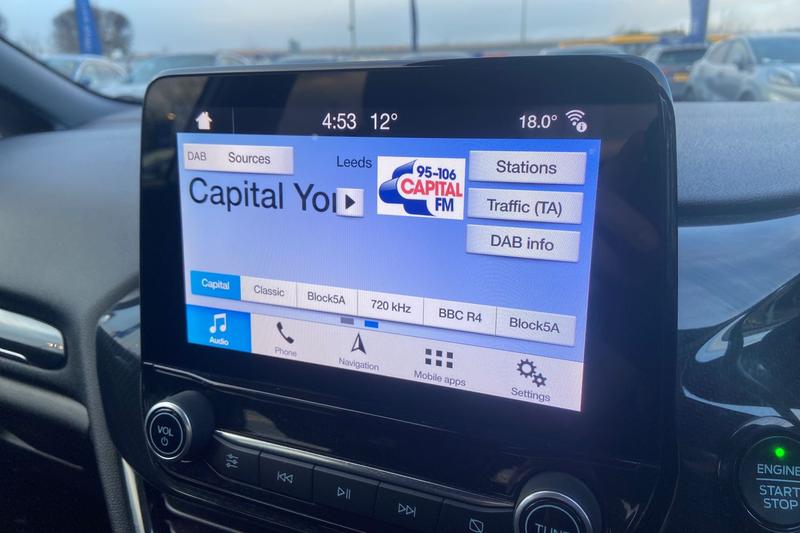 4:53 12° 18.0°
DAB Sources
Leeds
95-106
CAPITAL
FM
Stations
Capital Yo
Traffic (TA)
DAB info
Capital Classic Block5A 720 kHz BBC R4 Block5A
Audio Phone Navigation Mobile apps Settings
VOL
TUNE
ENGINE
START
STOP